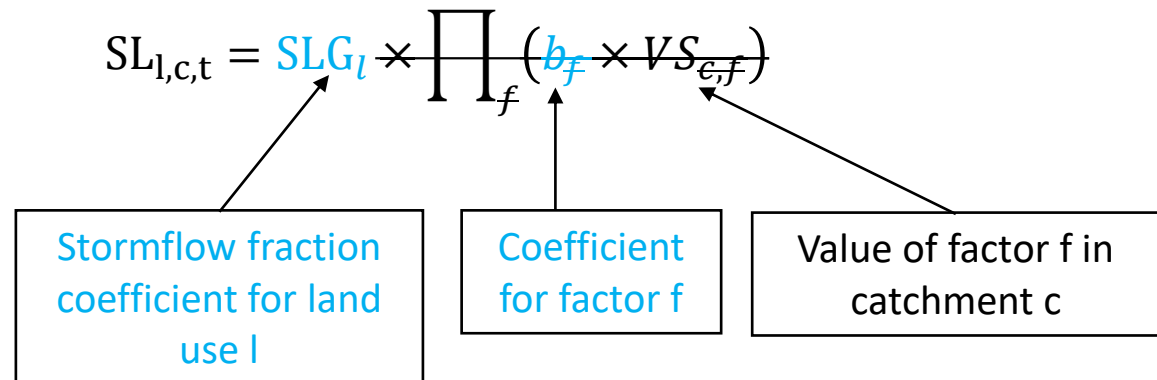 SL_{l,c,t} = SLG_l × ∏_f (b_f × VS_{c,f})
Stormflow fraction
coefficient for land
use l
Coefficient
for factor f
Value of factor f in
catchment c